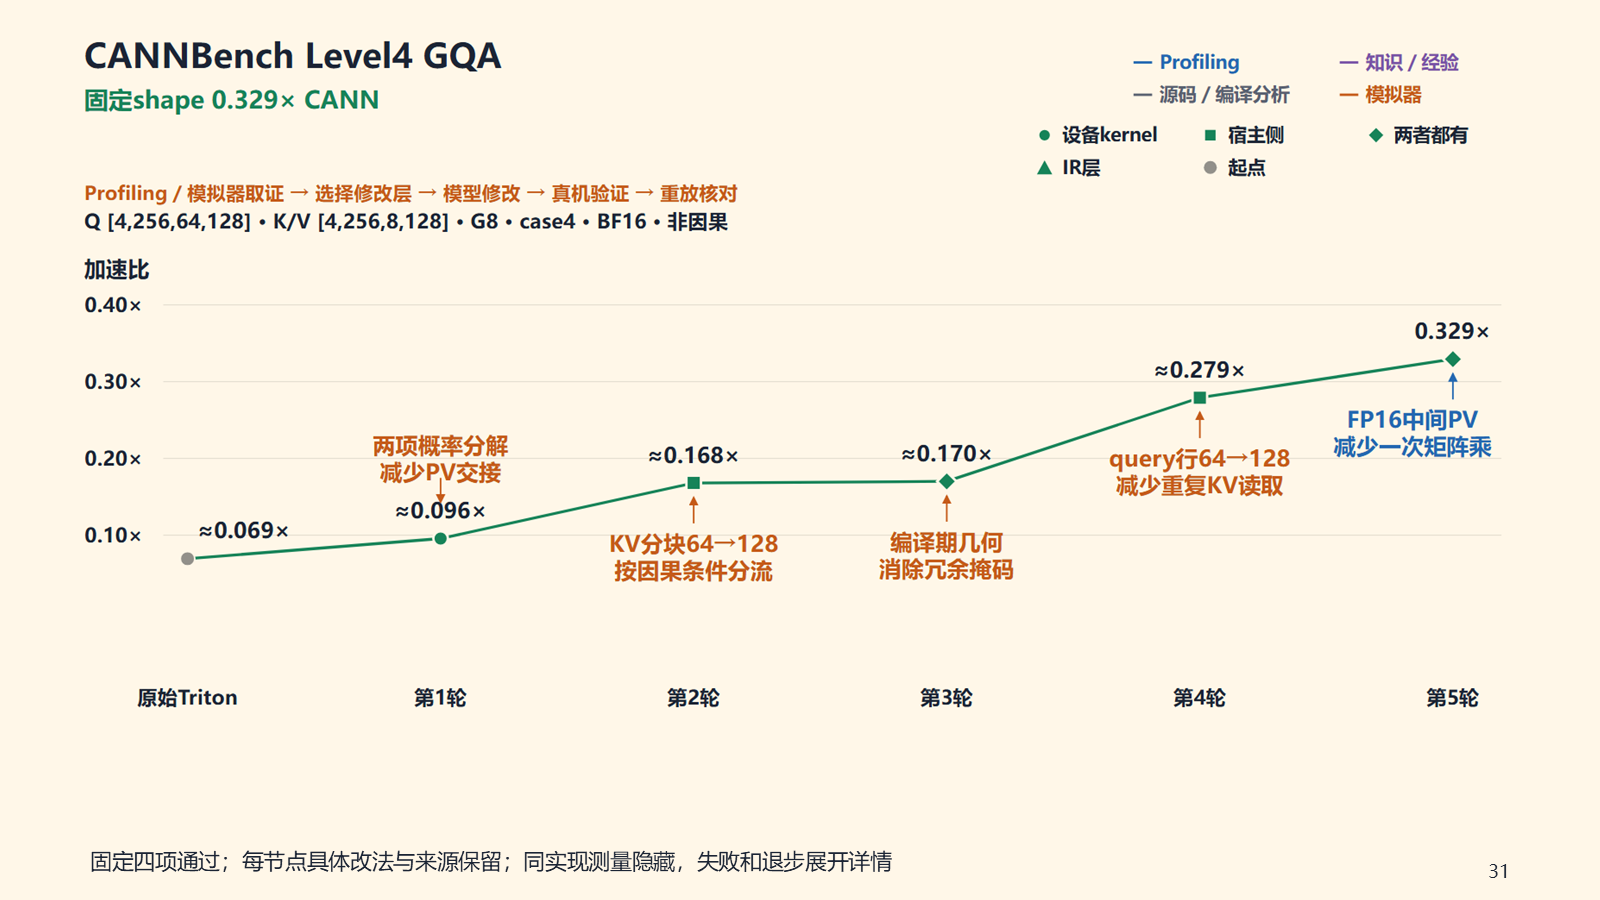 CANNBench Level4 GQA
固定shape 0.329× CANN
— Profiling
— 知识 / 经验
— 源码 / 编译分析
— 模拟器
设备kernel
宿主侧
两者都有
IR层
起点
Profiling / 模拟器取证 → 选择修改层 → 模型修改 → 真机验证 → 重放核对
Q [4,256,64,128] • K/V [4,256,8,128] • G8 • case4 • BF16 • 非因果
加速比
0.40×
0.30×
0.20×
0.10×
≈0.069×
两项概率分解
减少PV交接
≈0.096×
≈0.168×
KV分块64→128
按因果条件分流
≈0.170×
编译期几何
消除冗余掩码
≈0.279×
query行64→128
减少重复KV读取
0.329×
FP16中间PV
减少一次矩阵乘
原始Triton
第1轮
第2轮
第3轮
第4轮
第5轮
固定四项通过；每节点具体改法与来源保留；同实现测量隐藏，失败和退步展开详情
31